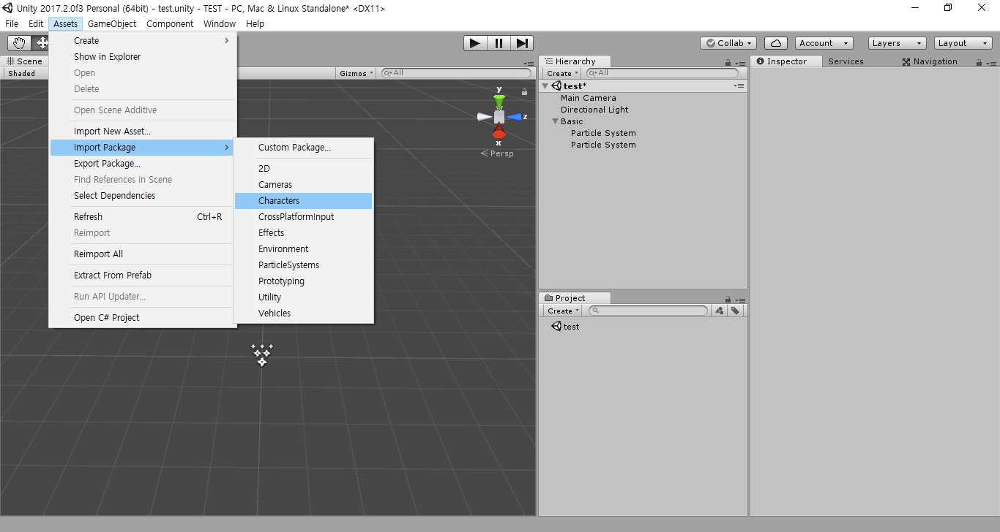 Unity 2017.2.0f3 Personal (64bit) - test.unity - TEST - PC, Mac & Linux Standalone* <DX11>
File Edit Assets GameObject Component Window Help
Collab Account Layers Layout
Scene
Shaded
Gizmos All
y
z
x
Persp
Create
Show in Explorer
Open
Delete
Open Scene Additive
Import New Asset...
Import Package
Export Package...
Find References In Scene
Select Dependencies
Refresh Ctrl+R
Reimport
Reimport All
Extract From Prefab
Run API Updater...
Open C# Project
Custom Package...
2D
Cameras
Characters
CrossPlatformInput
Effects
Environment
ParticleSystems
Prototyping
Utility
Vehicles
Hierarchy
Create All
test*
Main Camera
Directional Light
Basic
Particle System
Particle System
Project
Create
test
Inspector Services Navigation